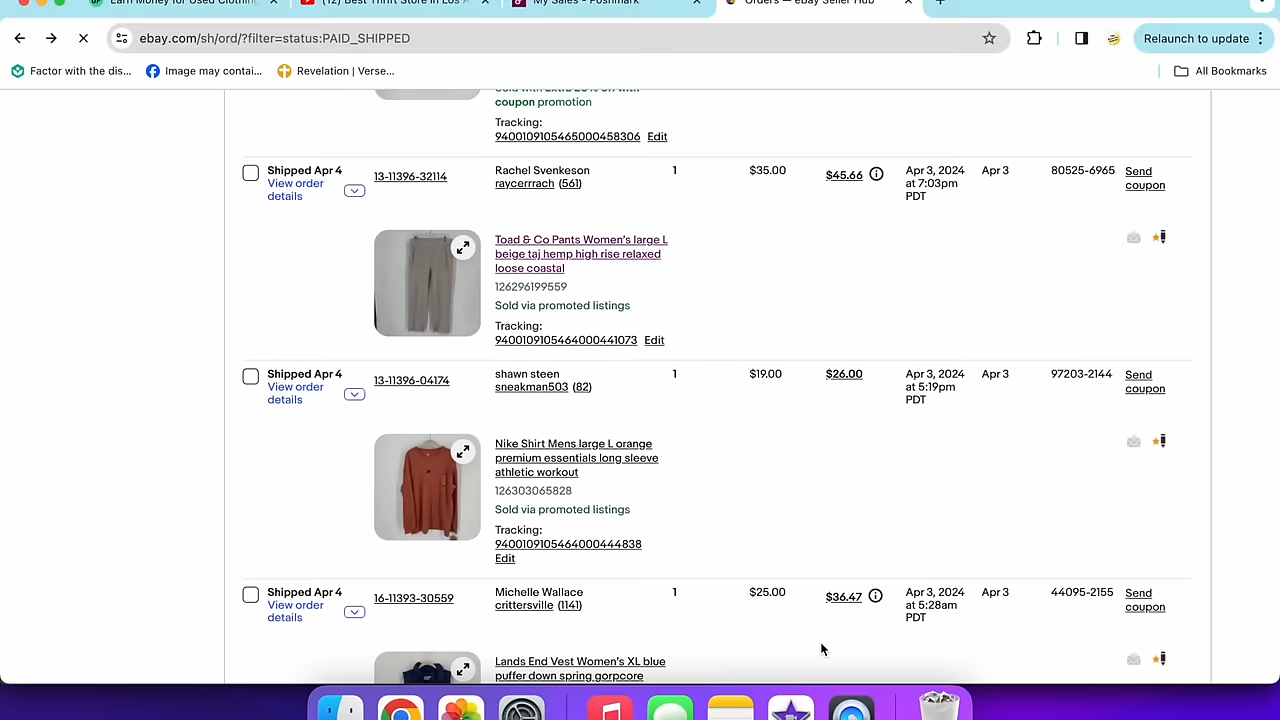 Earn Money for Used Clothing
(12) Best Thrift Store in Los A
My Sales - Poshmark
Orders — eBay Seller Hub
ebay.com/sh/ord/?filter=status:PAID_SHIPPED
Relaunch to update
Factor with the dis...
Image may contai...
Revelation | Verse...
All Bookmarks
coupon promotion
Tracking:
9400109105465000458306 Edit
Shipped Apr 4
View order
details
13-11396-32114
Rachel Svenkeson
raycerrrach (561)
1
$35.00
$45.66
Apr 3, 2024
at 7:03pm
PDT
Apr 3
80525-6965
Send
coupon
Toad & Co Pants Women's large L
beige taj hemp high rise relaxed
loose coastal
126296199559
Sold via promoted listings
Tracking:
9400109105464000441073 Edit
Shipped Apr 4
View order
details
13-11396-04174
shawn steen
sneakman503 (82)
1
$19.00
$26.00
Apr 3, 2024
at 5:19pm
PDT
Apr 3
97203-2144
Send
coupon
Nike Shirt Mens large L orange
premium essentials long sleeve
athletic workout
126303065828
Sold via promoted listings
Tracking:
9400109105464000444838
Edit
Shipped Apr 4
View order
details
16-11393-30559
Michelle Wallace
crittersville (1141)
1
$25.00
$36.47
Apr 3, 2024
at 5:28am
PDT
Apr 3
44095-2155
Send
coupon
Lands End Vest Women's XL blue
puffer down spring gorpcore